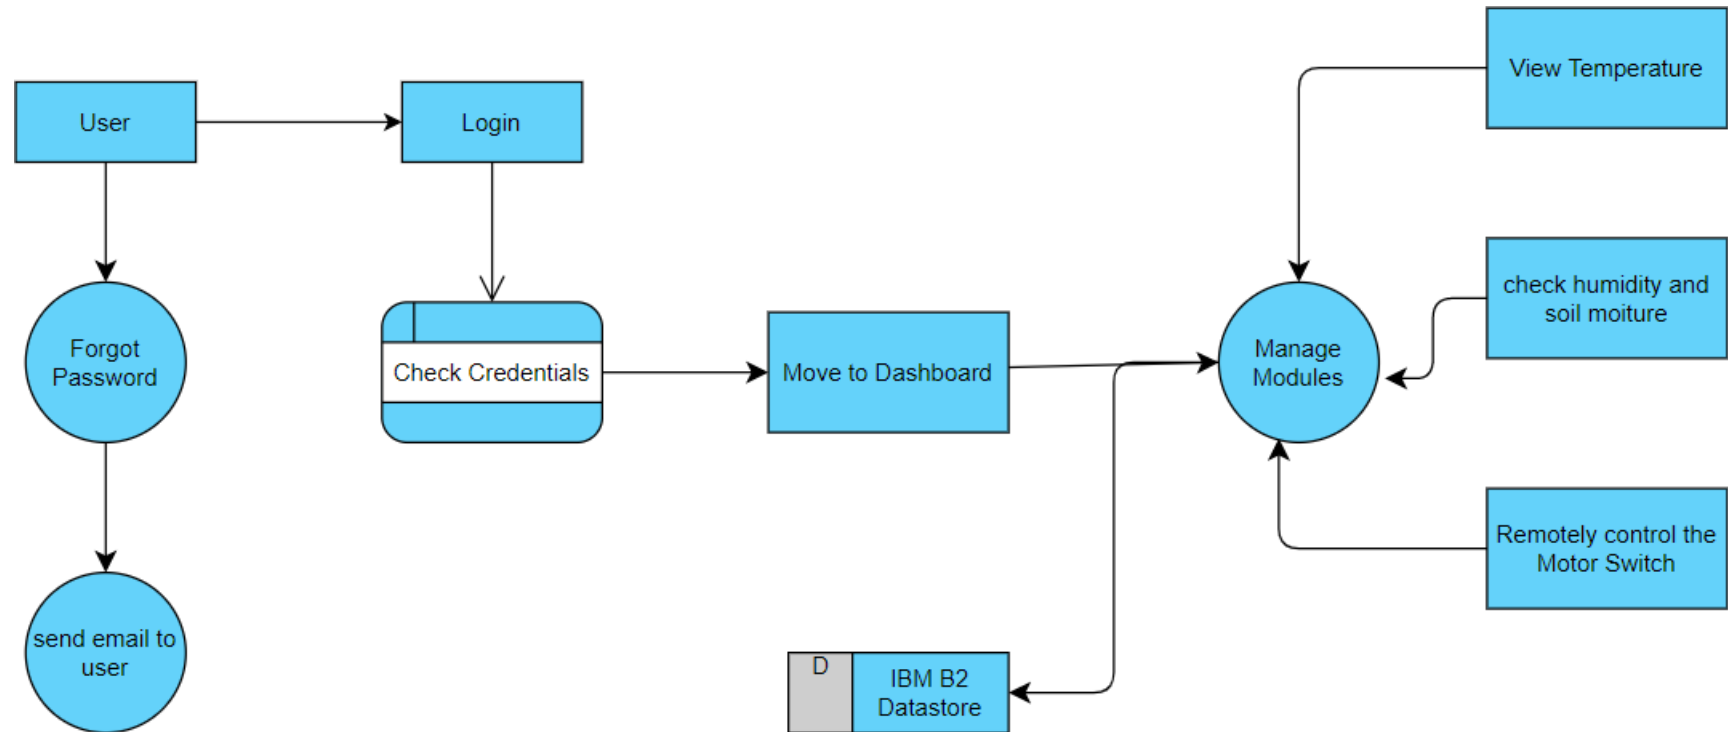 User
Login
View Temperature
Forgot
Password
Check Credentials
Move to Dashboard
Manage
Modules
check humidity and
soil moiture
Remotely control the
Motor Switch
send email to
user
D
IBM B2
Datastore